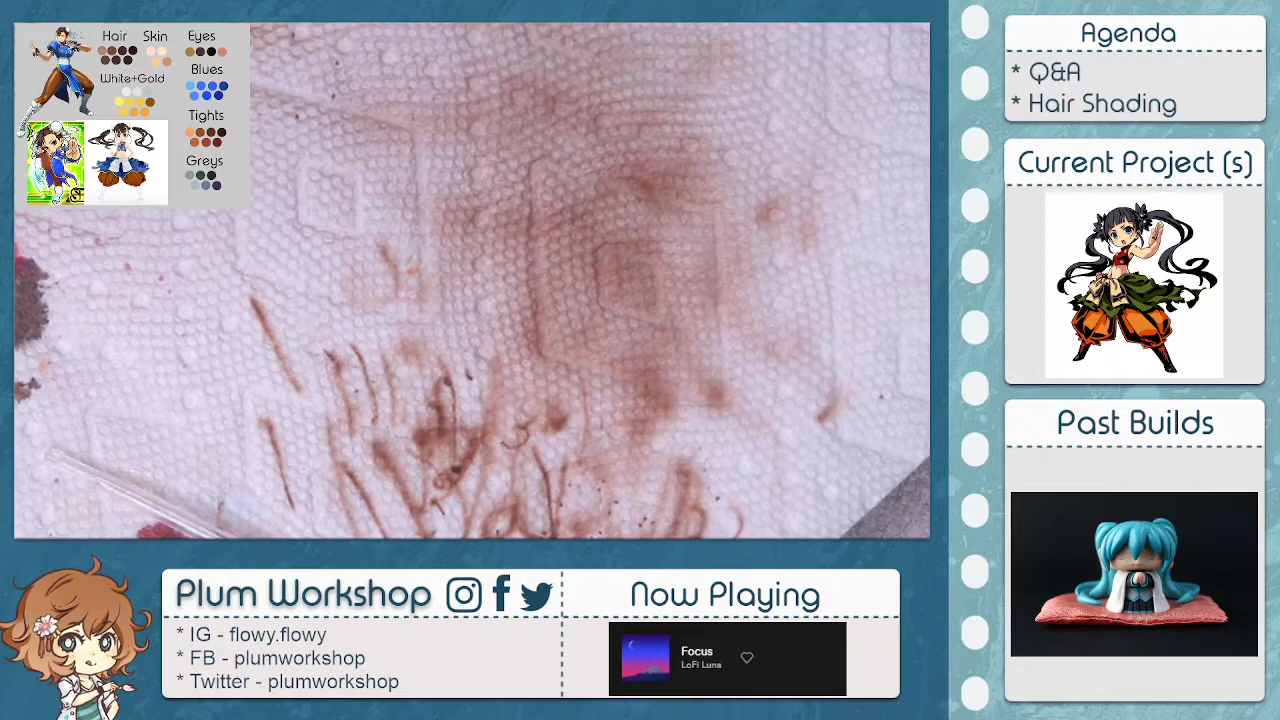 Hair Skin Eyes
White+Gold
Blues
Tights
Greys
Agenda
* Q&A
* Hair Shading
Current Project (s)
Past Builds
Plum Workshop
* IG - flowy.flowy
* FB - plumworkshop
* Twitter - plumworkshop
Now Playing
Focus
LoFi Luna